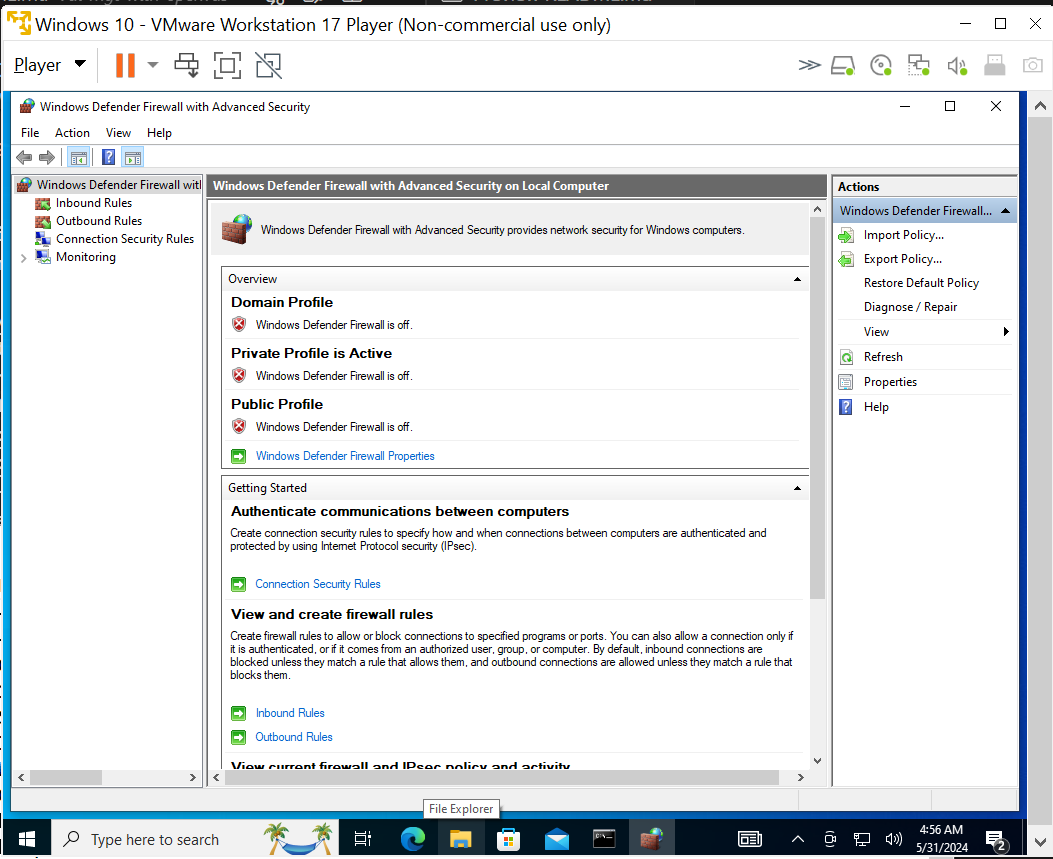 Windows 10 - VMware Workstation 17 Player (Non-commercial use only)
Player
Windows Defender Firewall with Advanced Security
File Action View Help
Windows Defender Firewall wit
Inbound Rules
Outbound Rules
Connection Security Rules
Monitoring
Windows Defender Firewall with Advanced Security on Local Computer
Windows Defender Firewall with Advanced Security provides network security for Windows computers.
Overview
Domain Profile
Windows Defender Firewall is off.
Private Profile is Active
Windows Defender Firewall is off.
Public Profile
Windows Defender Firewall is off.
Windows Defender Firewall Properties
Getting Started
Authenticate communications between computers
Create connection security rules to specify how and when connections between computers are authenticated and
protected by using Internet Protocol security (IPsec).
Connection Security Rules
View and create firewall rules
Create firewall rules to allow or block connections to specified programs or ports. You can also allow a connection only if
it is authenticated, or if it comes from an authorized user, group, or computer. By default, inbound connections are
blocked unless they match a rule that allows them, and outbound connections are allowed unless they match a rule that
blocks them.
Inbound Rules
Outbound Rules
View current firewall and IPsec policy and activity
Actions
Windows Defender Firewall...
Import Policy...
Export Policy...
Restore Default Policy
Diagnose / Repair
View
Refresh
Properties
Help
File Explorer
Type here to search
4:56 AM
5/31/2024
2